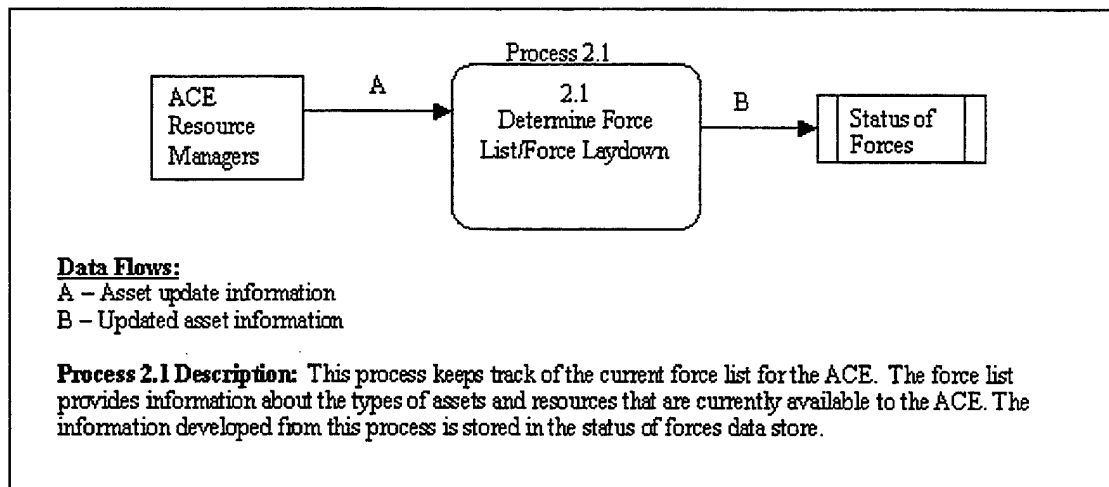 Process 2.1
A
ACE
Resource
Managers
2.1
Determine Force
List/Force Laydown
B
Status of
Forces
Data Flows:
A – Asset update information
B – Updated asset information
Process 2.1 Description: This process keeps track of the current force list for the ACE. The force list
provides information about the types of assets and resources that are currently available to the ACE. The
information developed from this process is stored in the status of forces data store.